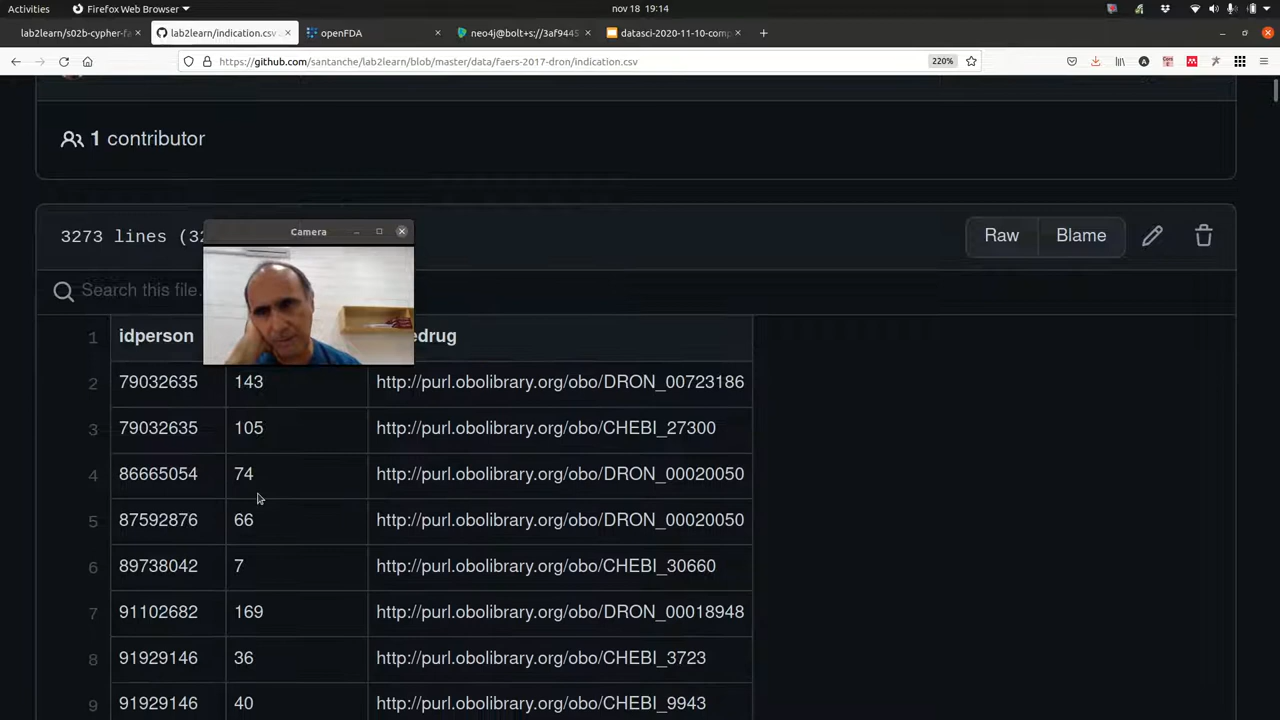 Activities
Firefox Web Browser
nov 18 19:14
lab2learn/s02b-cypher-fa
lab2learn/indication.csv
openFDA
neo4j@bolt+s://3af9445
datasci-2020-11-10-comp
https://github.com/santanche/lab2learn/blob/master/data/faers-2017-dron/indication.csv
220%
1 contributor
3273 lines (32
Camera
Raw
Blame
Search this file.
1 idperson edrug
2 79032635 143 http://purl.obolibrary.org/obo/DRON_00723186
3 79032635 105 http://purl.obolibrary.org/obo/CHEBI_27300
4 86665054 74 http://purl.obolibrary.org/obo/DRON_00020050
5 87592876 66 http://purl.obolibrary.org/obo/DRON_00020050
6 89738042 7 http://purl.obolibrary.org/obo/CHEBI_30660
7 91102682 169 http://purl.obolibrary.org/obo/DRON_00018948
8 91929146 36 http://purl.obolibrary.org/obo/CHEBI_3723
9 91929146 40 http://purl.obolibrary.org/obo/CHEBI_9943